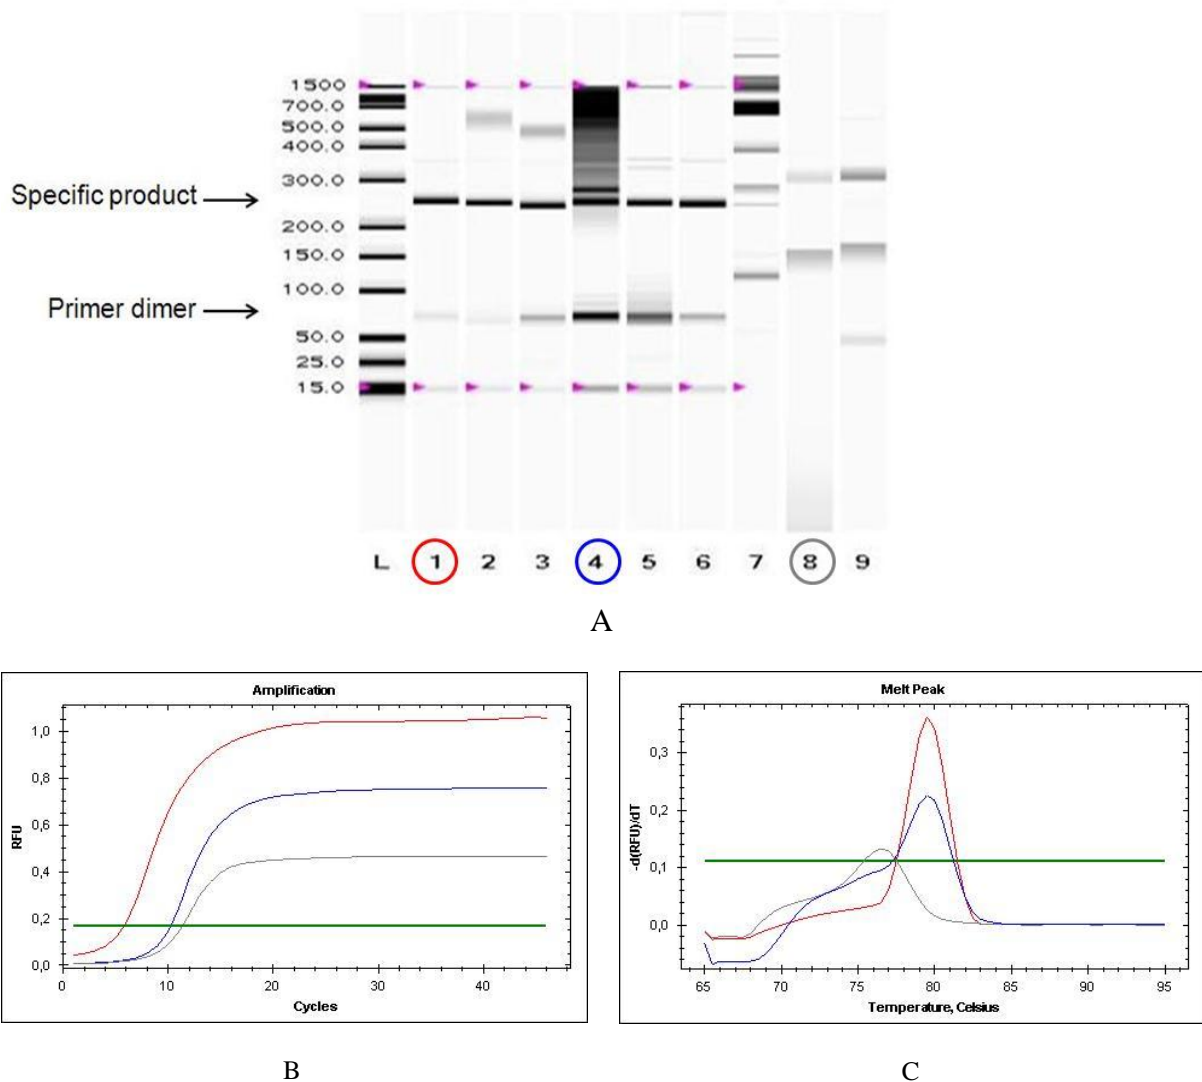 1500
700.0
500.0
400.0
300.0
Specific product
200.0
150.0
100.0
Primer dimer
50.0
25.0
15.0
L 1 2 3 4 5 6 7 8 9
A
Amplification
RFU
1,0
0,8
0,6
0,4
0,2
0,0
0 10 20 30 40
Cycles
B
Melt Peak
-d(RFU)/dT
0,3
0,2
0,1
0,0
65 70 75 80 85 90 95
Temperature, Celsius
C